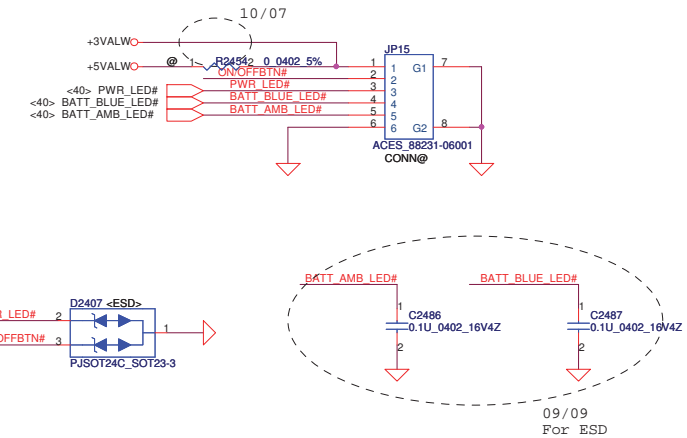 10/07
+3VALW
JP15
+5VALW
@ 1 R2454 2 0_0402_5%
1 1 G1 7
ON/OFFBTN# 2 2
<40> PWR_LED# PWR_LED# 3 3
<40> BATT_BLUE_LED# BATT_BLUE_LED# 4 4
<40> BATT_AMB_LED# BATT_AMB_LED# 5 5
6 6 G2 8
ACES_88231-06001
CONN@
BATT_AMB_LED#
BATT_BLUE_LED#
D2407 <ESD>
R_LED# 2
1
OFFBTN# 3
PJSOT24C_SOT23-3
1
C2486
0.1U_0402_16V4Z
2
1
C2487
0.1U_0402_16V4Z
2
09/09
For ESD